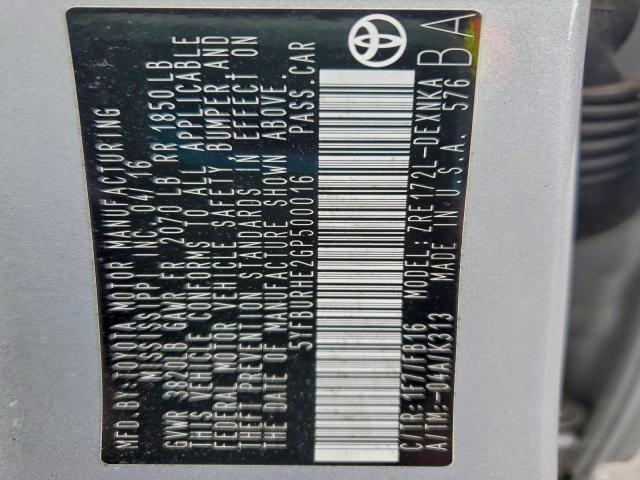 MFD.BY:TOYOTA MOTOR MANUFACTURING
MISSISSIPPI INC. 04/16
GVWR 3820LB GAWR FR 2070 LB RR 1850LB
THIS VEHICLE CONFORMS TO ALL APPLICABLE
FEDERAL MOTOR VEHICLE SAFETY, BUMPER AND
THEFT PREVENTION STANDARDS IN EFFECT ON
THE DATE OF MANUFACTURE SHOWN ABOVE.
5YFBURHE2GP500016 PASS.CAR
C/TR: 1F7/FB16 MODEL: ZRE172L-DEXNKA
A/TM:-04A/K313 MADE IN U.S.A. 576
BA